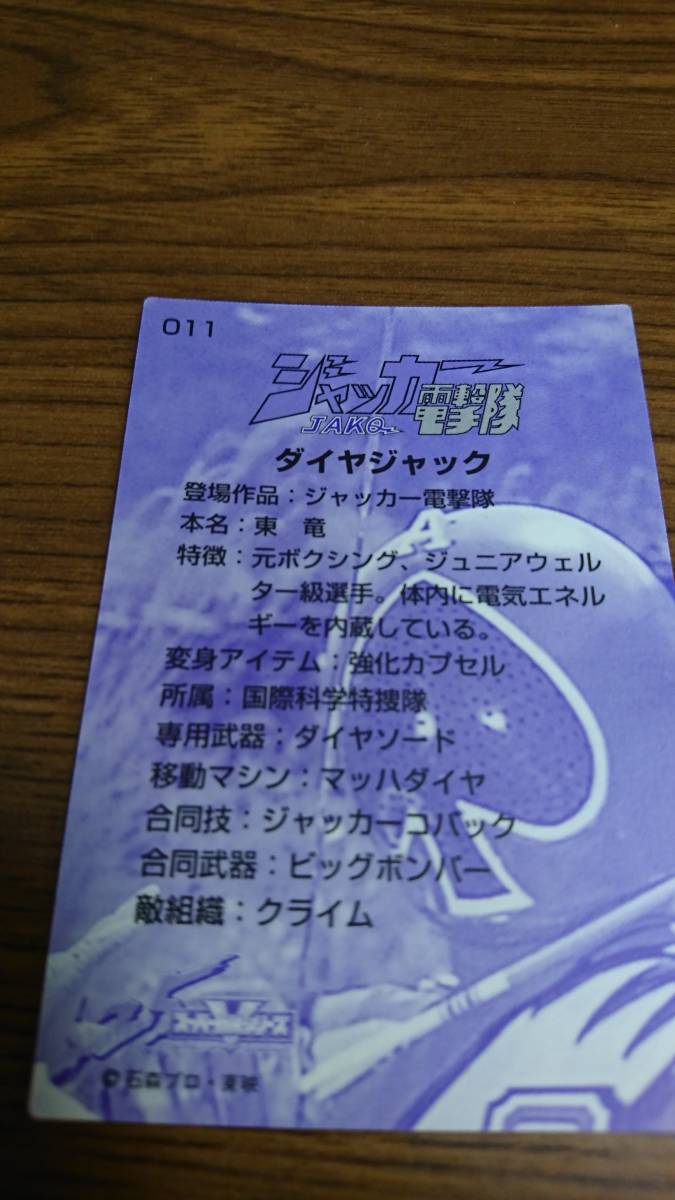 011
ジャッカー電撃隊
JAKQ
ダイヤジャック
登場作品：ジャッカー電撃隊
本名：東　竜
特徴：元ボクシング、ジュニアウェル
ター級選手。体内に電気エネル
ギーを内蔵している。
変身アイテム：強化カプセル
所属：国際科学特捜隊
専用武器：ダイヤソード
移動マシン：マッハダイヤ
合同技：ジャッカーコバック
合同武器：ビッグボンバー
敵組織：クライム
©石森プロ・東映